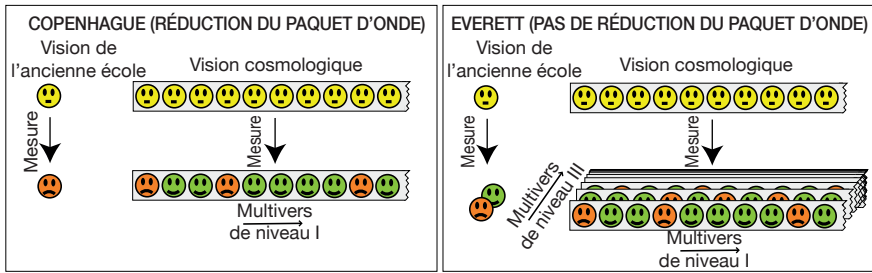 COPENHAGUE (RÉDUCTION DU PAQUET D'ONDE)
Vision de
l'ancienne école
Vision cosmologique
Mesure
Mesure
Multivers
de niveau I
EVERETT (PAS DE RÉDUCTION DU PAQUET D'ONDE)
Vision de
l'ancienne école
Vision cosmologique
Mesure
Mesure
Multivers
de niveau III
Multivers
de niveau I